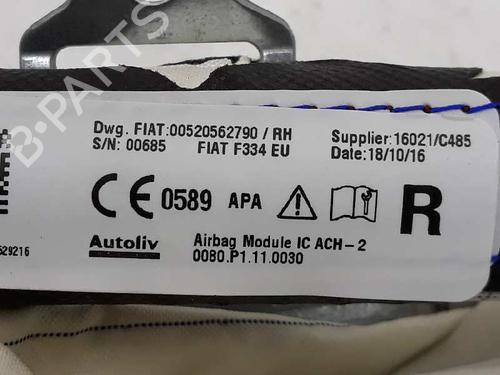 B-PARTS
Dwg. FIAT:00520562790 / RH
Supplier:16021/C485
S/N: 00685 FIAT F334 EU
Date:18/10/16
CE 0589 APA
R
Autoliv
Airbag Module IC ACH-2
0080.P1.11.0030
529216